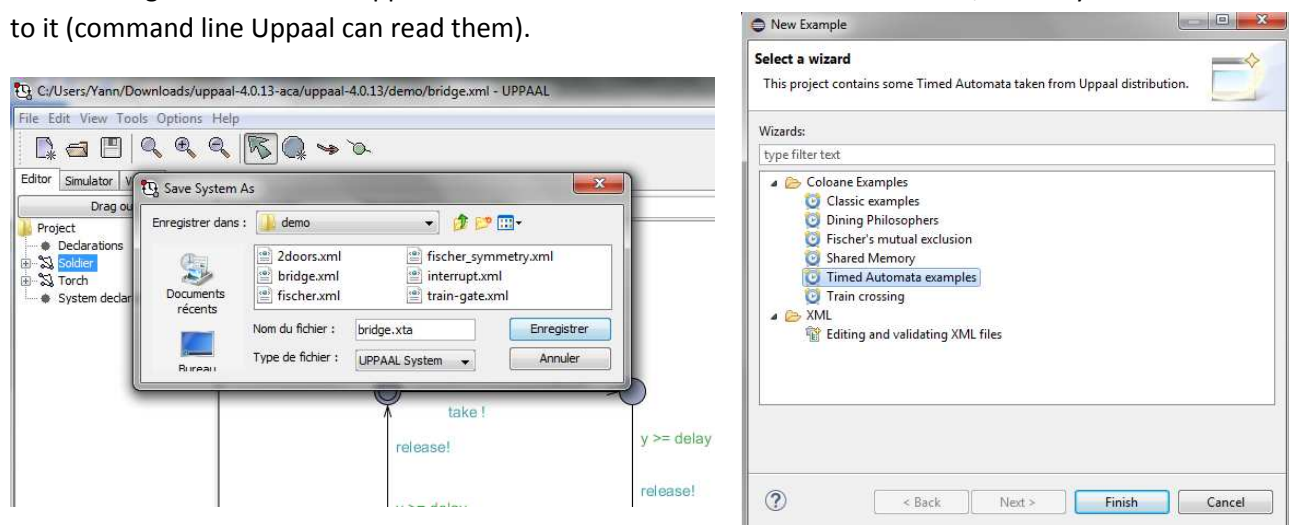 to it (command line Uppaal can read them).
C:/Users/Yann/Downloads/uppaal-4.0.13-aca/uppaal-4.0.13/demo/bridge.xml - UPPAAL
File Edit View Tools Options Help
Editor Simulator
Drag ou
Project
Declarations
Soldier
Torch
System declar
Save System As
Enregistrer dans :
demo
2doors.xml
bridge.xml
fischer.xml
fischer_symmetry.xml
interrupt.xml
train-gate.xml
Documents
récents
Bureau
Nom du fichier :
bridge.xta
Enregistrer
Type de fichier :
UPPAAL System
Annuler
take !
release!
y >= delay
release!
y >= delay
New Example
Select a wizard
This project contains some Timed Automata taken from Uppaal distribution.
Wizards:
type filter text
Coloane Examples
Classic examples
Dining Philosophers
Fischer's mutual exclusion
Shared Memory
Timed Automata examples
Train crossing
XML
Editing and validating XML files
< Back
Next >
Finish
Cancel